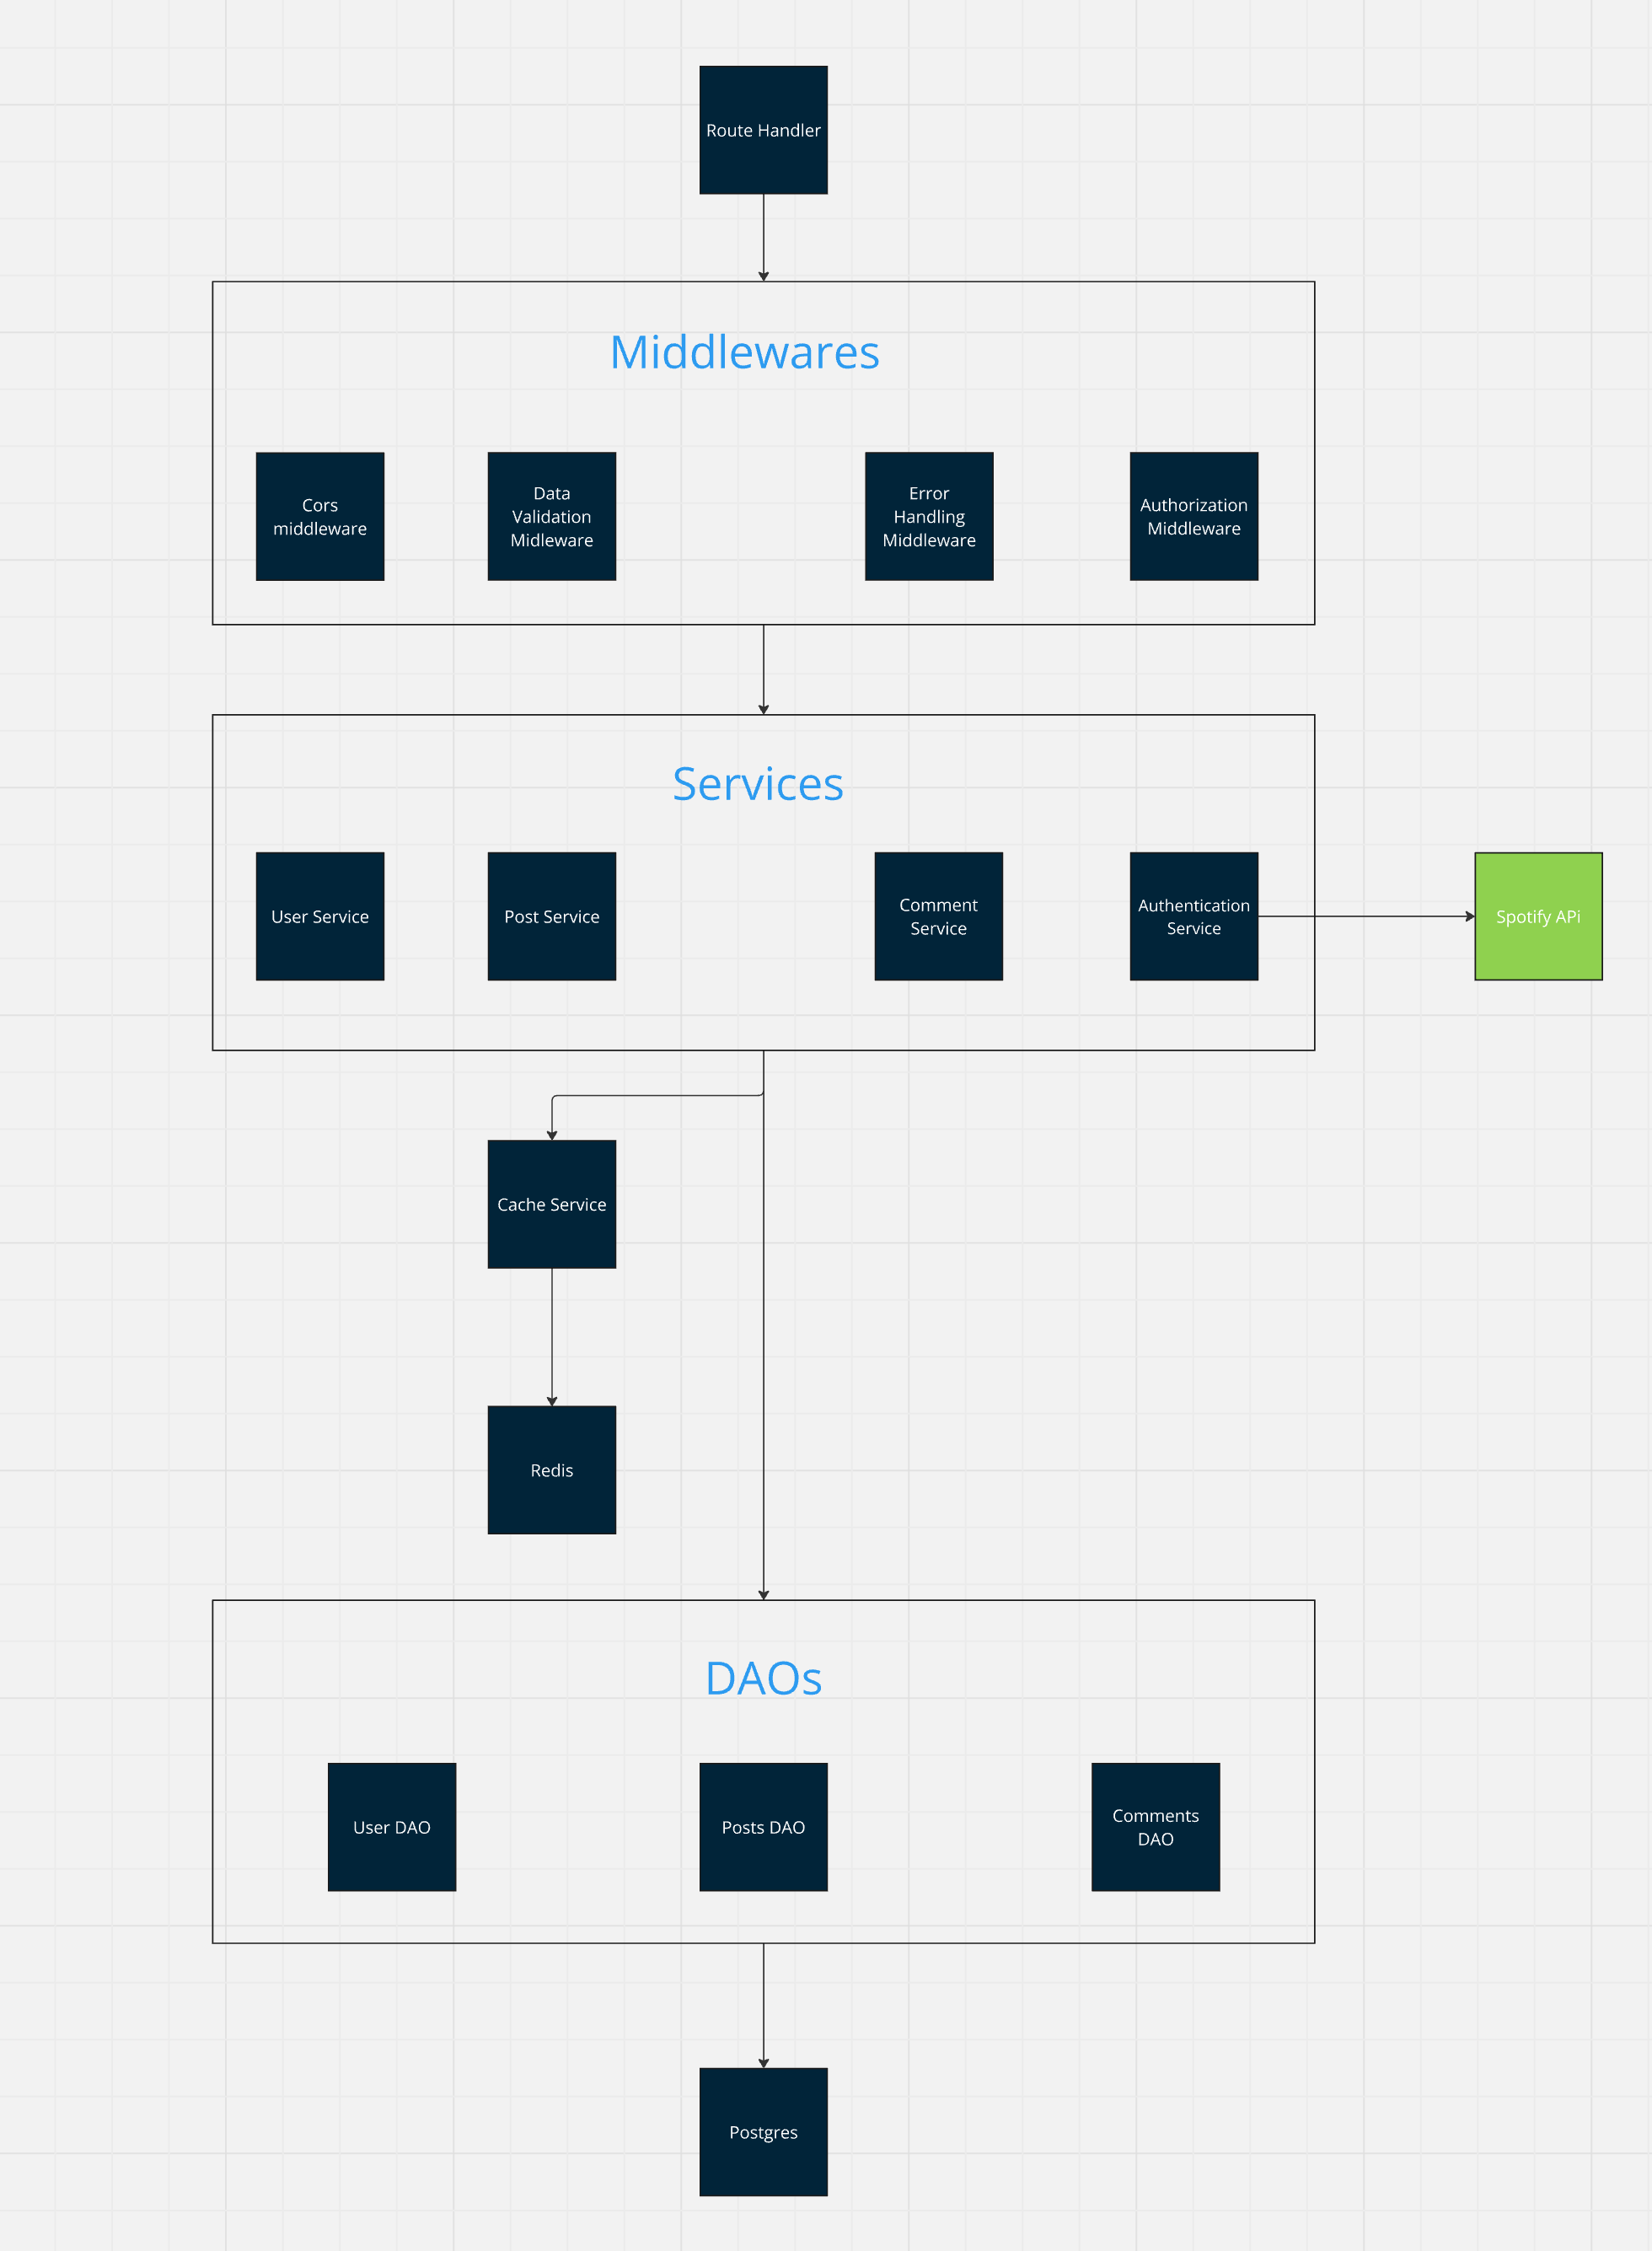 Route Handler
Middlewares
Cors
middleware
Data
Validation
Midleware
Error
Handling
Middleware
Authorization
Middleware
Services
User Service
Post Service
Comment
Service
Authentication
Service
Spotify APi
Cache Service
Redis
DAOs
User DAO
Posts DAO
Comments
DAO
Postgres